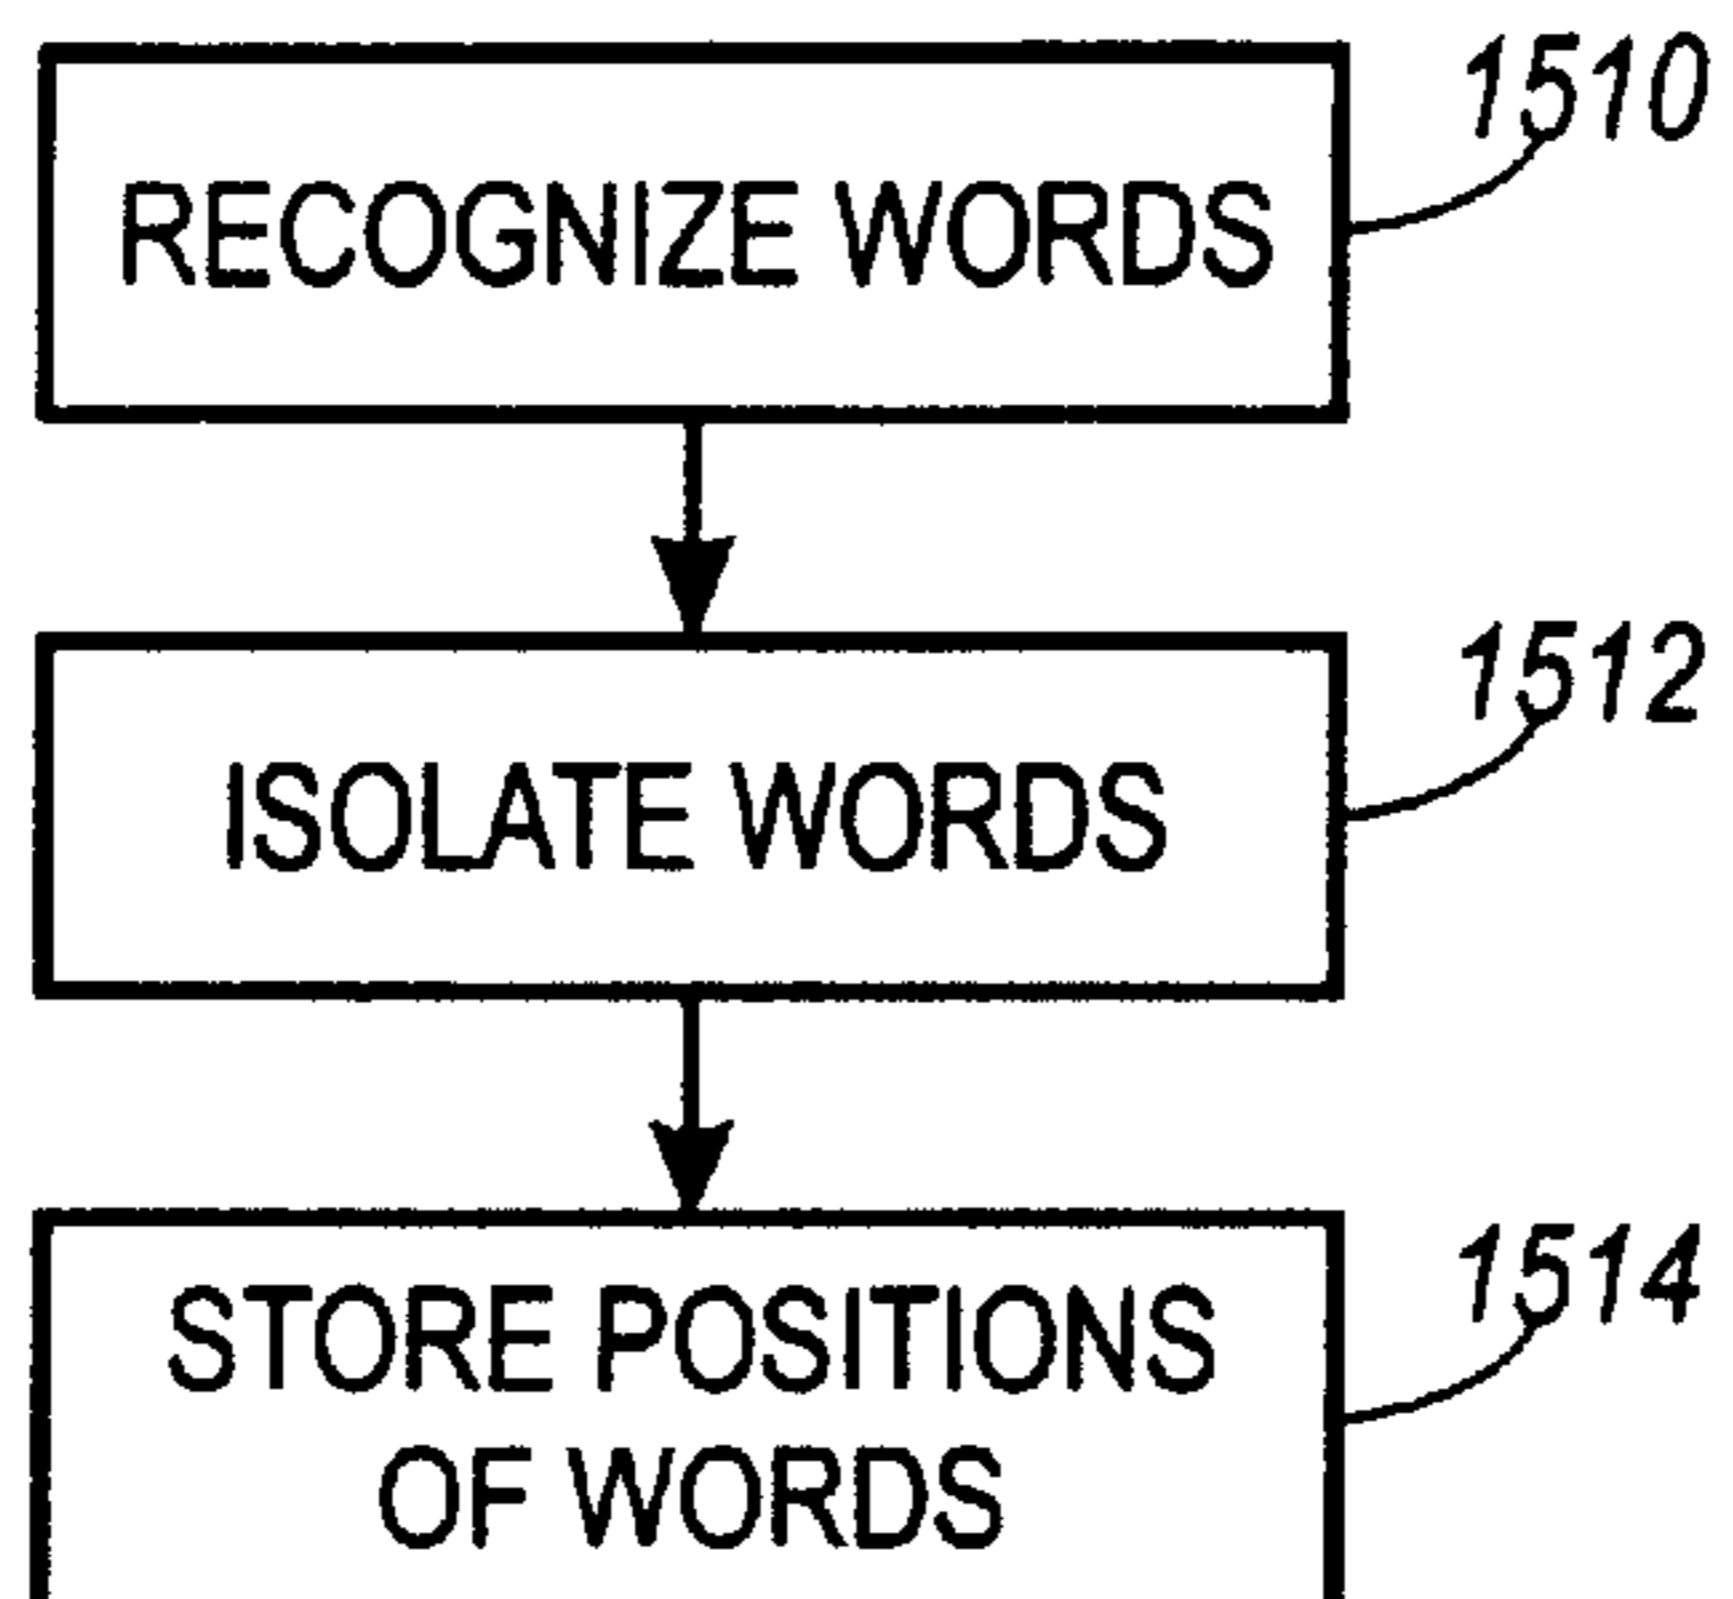 1510
RECOGNIZE WORDS
1512
ISOLATE WORDS
1514
STORE POSITIONS
OF WORDS